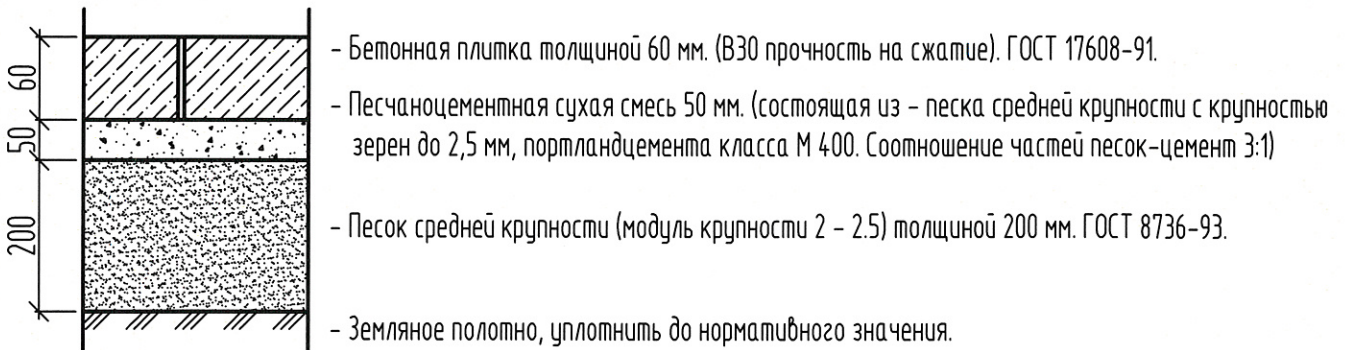 60
– Бетонная плитка толщиной 60 мм. (В30 прочность на сжатие). ГОСТ 17608–91.
50
– Песчаноцементная сухая смесь 50 мм. (состоящая из – песка средней крупности с крупностью
зерен до 2,5 мм, портландцемента класса М 400. Соотношение частей песок–цемент 3:1)
200
– Песок средней крупности (модуль крупности 2 – 2.5) толщиной 200 мм. ГОСТ 8736–93.
– Земляное полотно, уплотнить до нормативного значения.